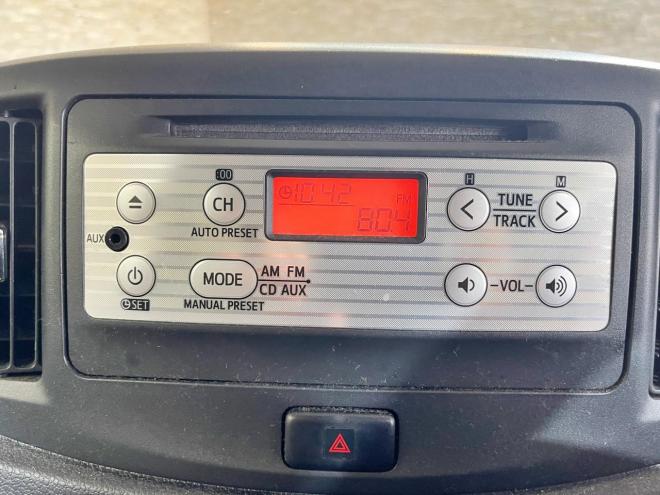 :00
H
M
CH
10:42
FM
80.4
TUNE
TRACK
AUTO PRESET
AUX
MODE
AM FM
CD AUX
-VOL-
SET
MANUAL PRESET